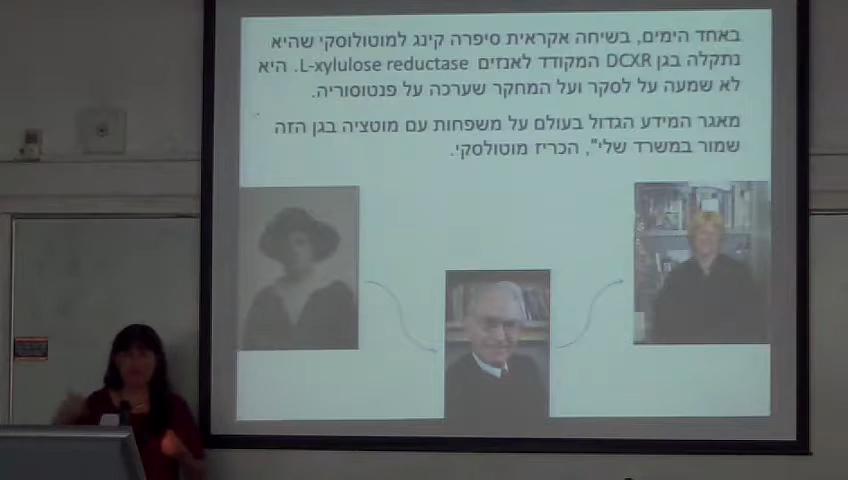 באחד הימים, בשיחה אקראית סיפרה קינג למוטולוסקי שהיא
נתקלה בגן DCXR המקודד לאנזים L-xylulose reductase. היא
לא שמעה על לסקר ועל המחקר שערכה על פנטוסוריה.
מאגר המידע הגדול בעולם על משפחות עם מוטציה בגן הזה
שמור במשרד שלי", הכריז מוטולסקי.